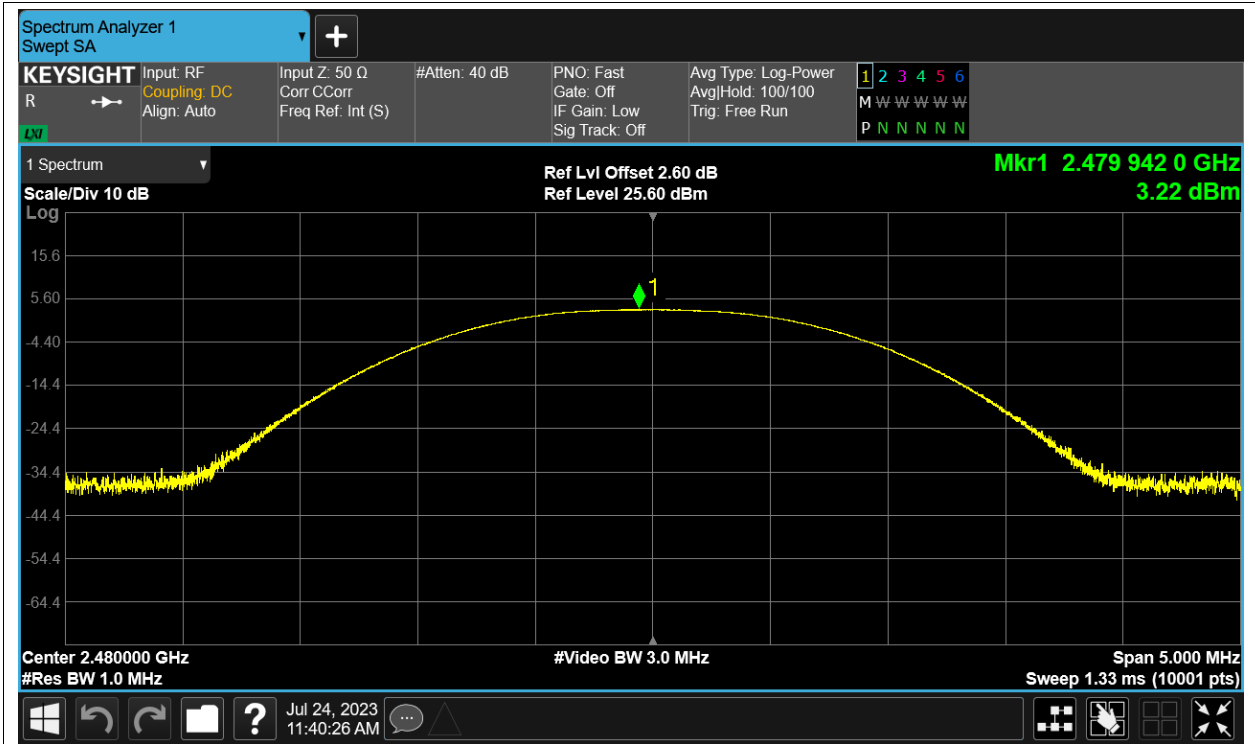 Spectrum Analyzer 1
Swept SA
KEYSIGHT
R
LXI
Input: RF
Coupling: DC
Align: Auto
Input Z: 50 Ω
Corr CCorr
Freq Ref: Int (S)
#Atten: 40 dB
PNO: Fast
Gate: Off
IF Gain: Low
Sig Track: Off
Avg Type: Log-Power
Avg|Hold: 100/100
Trig: Free Run
1 2 3 4 5 6
M W W W W W
P N N N N N
1 Spectrum
Scale/Div 10 dB
Log
Ref Lvl Offset 2.60 dB
Ref Level 25.60 dBm
Mkr1 2.479 942 0 GHz
3.22 dBm
15.6
5.60
-4.40
-14.4
-24.4
-34.4
-44.4
-54.4
-64.4
1
Center 2.480000 GHz
#Res BW 1.0 MHz
#Video BW 3.0 MHz
Span 5.000 MHz
Sweep 1.33 ms (10001 pts)
?
Jul 24, 2023
11:40:26 AM